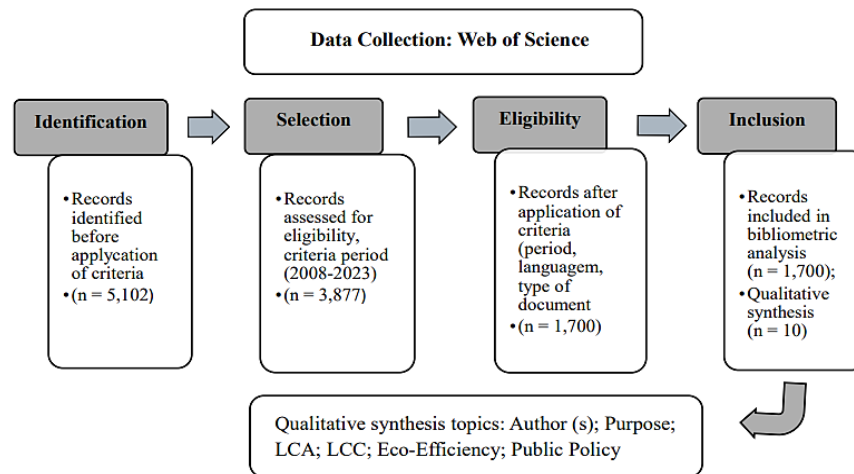 Data Collection: Web of Science
Identification
Selection
Eligibility
Inclusion
•Records
identified
before
applycation
of criteria
•(n = 5,102)
•Records
assessed for
eligibility,
criteria period
(2008-2023)
•(n = 3,877)
•Records after
application of
criteria
(period,
languagem,
type of
document
•(n = 1,700)
•Records
included in
bibliometric
analysis
(n = 1,700);
•Qualitative
synthesis
(n = 10)
Qualitative synthesis topics: Author (s); Purpose;
LCA; LCC; Eco-Efficiency; Public Policy